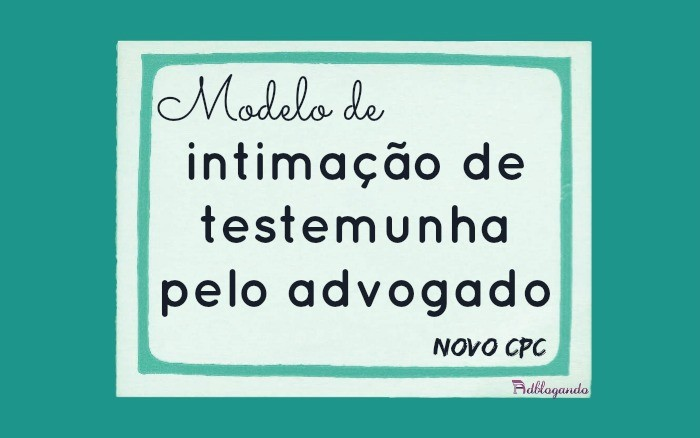 Modelo de
intimação de
testemunha
pelo advogado
NOVO CPC
Adblogando